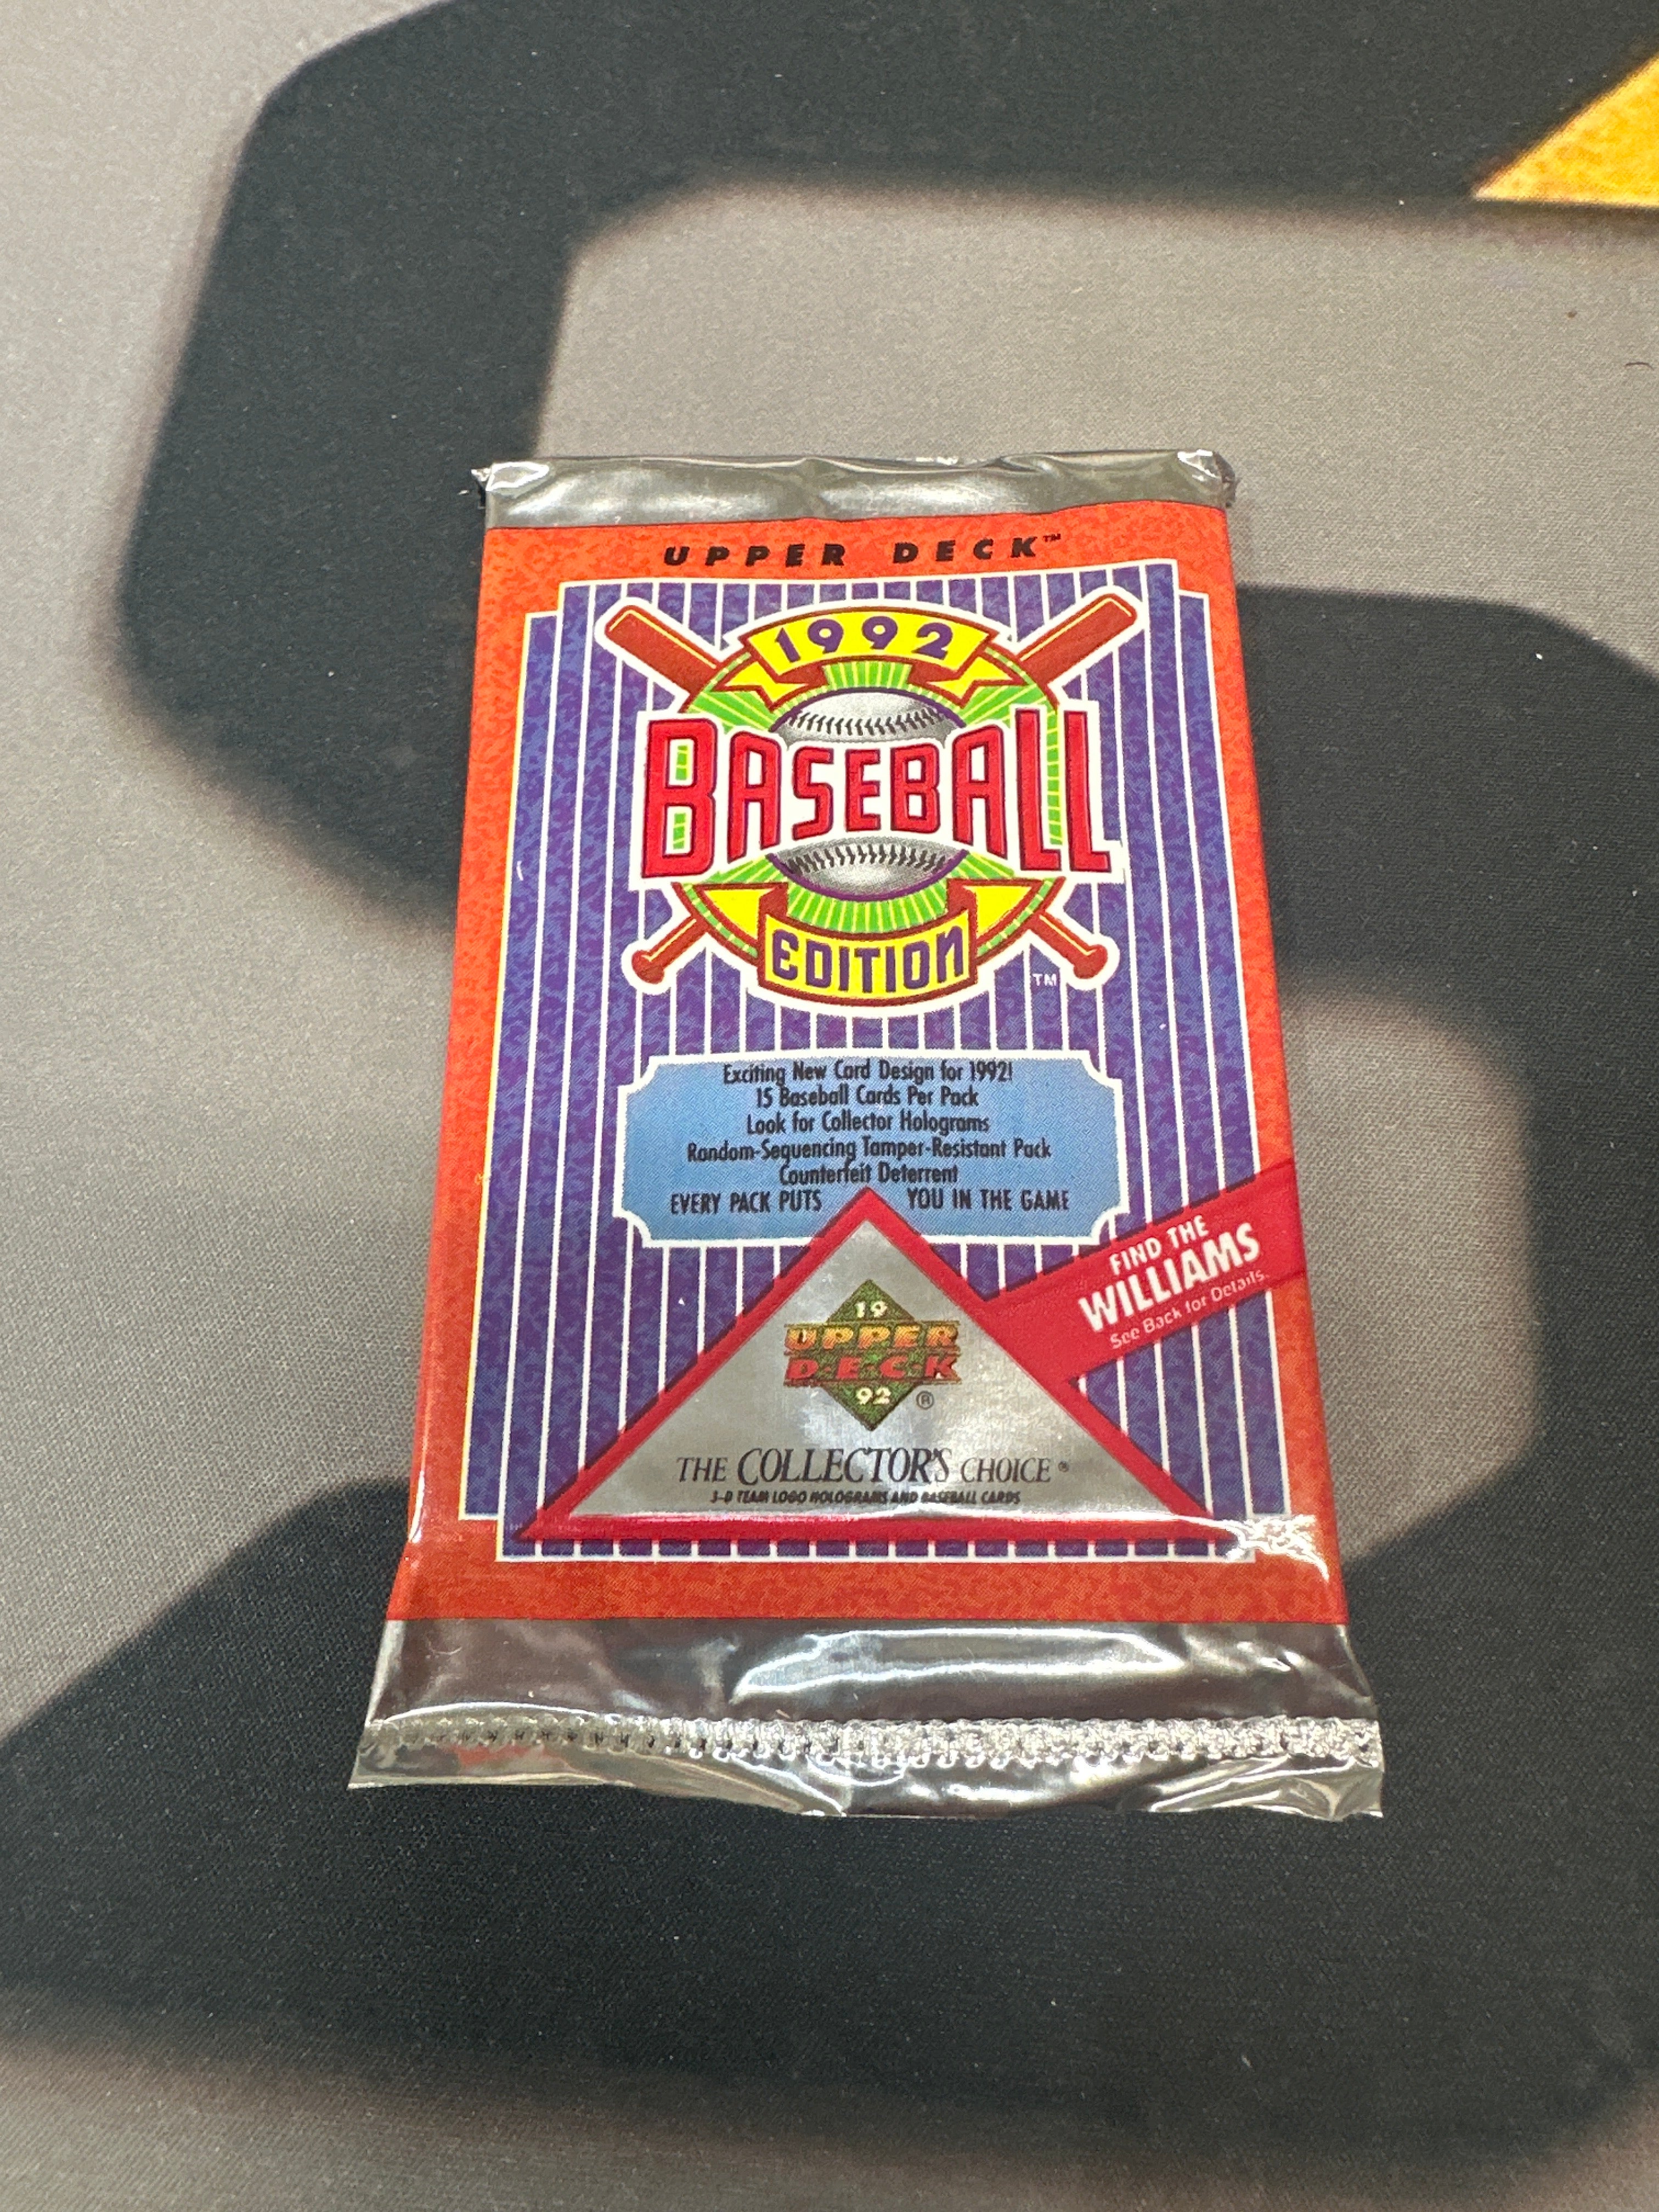 UPPER DECK™
1992
BASEBALL
EDITION
TM
Exciting New Card Design for 1992!
15 Baseball Cards Per Pack
Look for Collector Holograms
Random-Sequencing Tamper-Resistant Pack
Counterfeit Deterrent
EVERY PACK PUTS YOU IN THE GAME
FIND THE
WILLIAMS
See Back for Details.
19
UPPER
D·E·C·K
92 ®
THE COLLECTOR'S CHOICE ®
3-D TEAM LOGO HOLOGRAMS AND BASEBALL CARDS